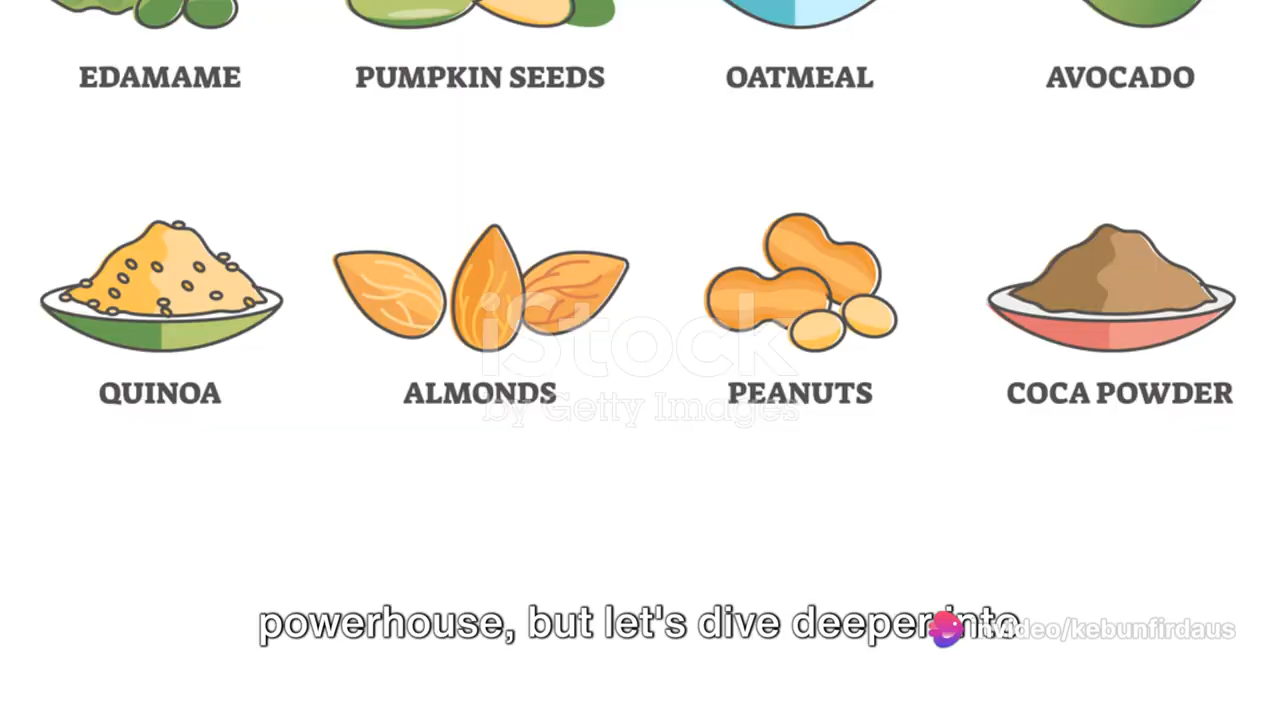 EDAMAME
PUMPKIN SEEDS
OATMEAL
AVOCADO
iStock
QUINOA
ALMONDS
PEANUTS
COCA POWDER
by Getty Images
powerhouse, but let's dive deeper into
invideo/kebunfirdaus